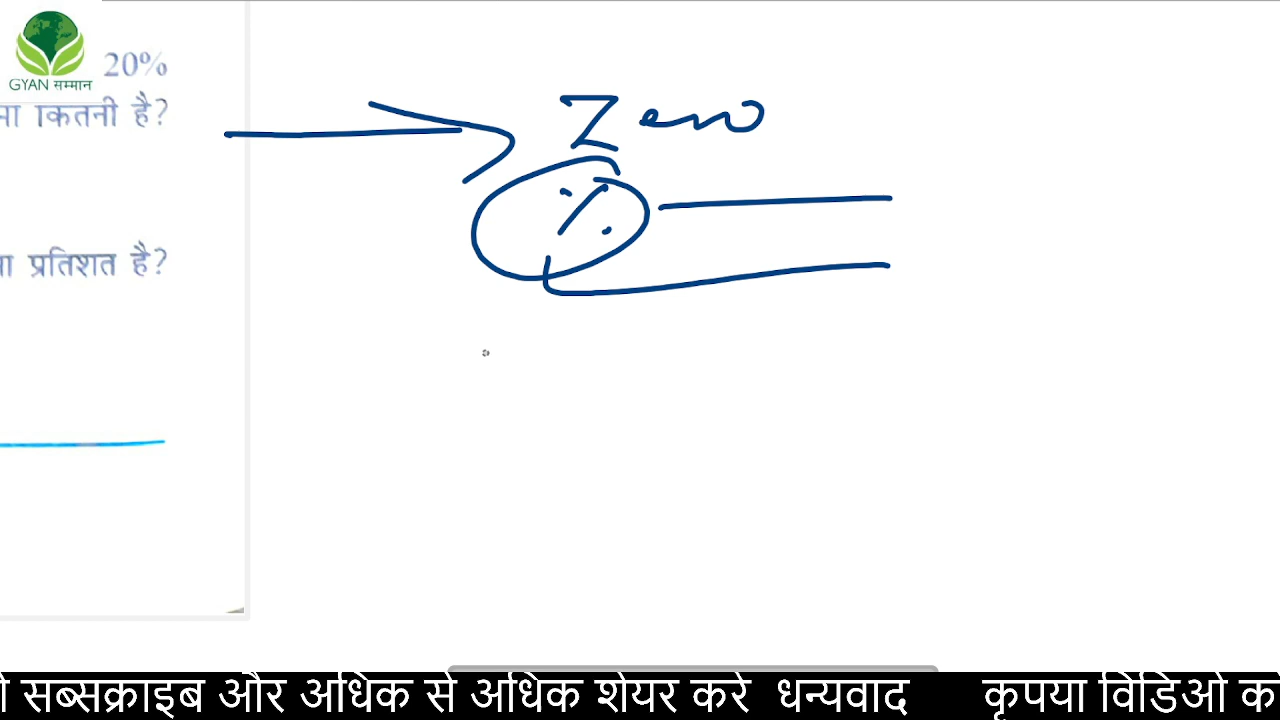 GYAN सम्मान
20%
मा कितनी है?
Zero
%
ा प्रतिशत है?
सब्सक्राइब और अधिक से अधिक शेयर करे धन्यवाद कृपया विडिओ क